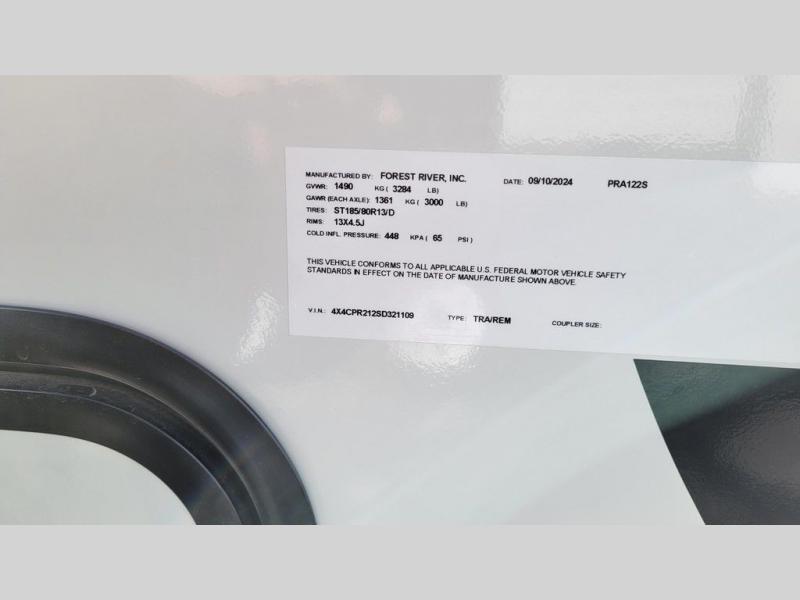 MANUFACTURED BY: FOREST RIVER, INC. DATE: 09/10/2024 PRA122S
GVWR: 1490 KG ( 3284 LB)
GAWR (EACH AXLE): 1361 KG ( 3000 LB)
TIRES: ST185/80R13/D
RIMS: 13X4.5J
COLD INFL. PRESSURE: 448 KPA ( 65 PSI )
THIS VEHICLE CONFORMS TO ALL APPLICABLE U.S. FEDERAL MOTOR VEHICLE SAFETY
STANDARDS IN EFFECT ON THE DATE OF MANUFACTURE SHOWN ABOVE.
V.I.N.: 4X4CPR212SD321109 TYPE: TRA/REM COUPLER SIZE: